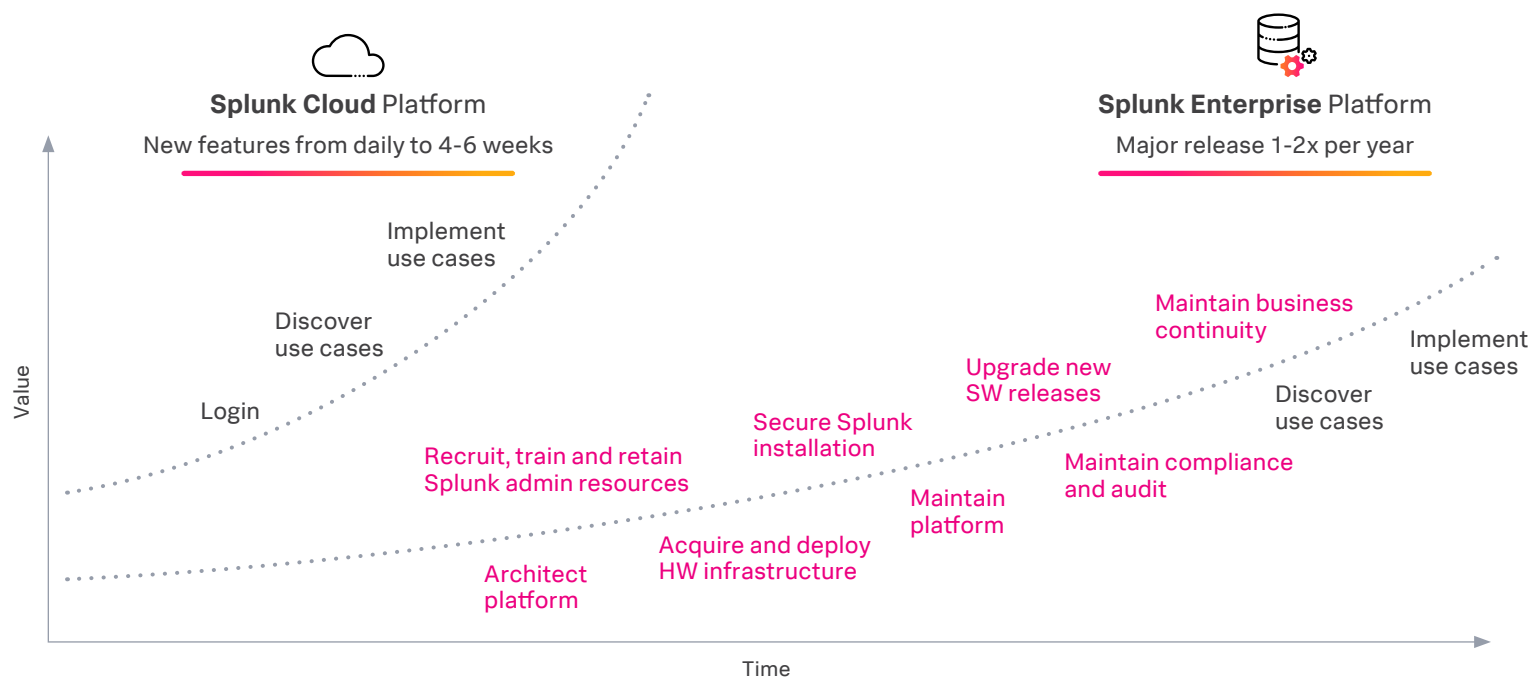 Splunk Cloud Platform
New features from daily to 4-6 weeks
Splunk Enterprise Platform
Major release 1-2x per year
Value
Login
Discover
use cases
Implement
use cases
Recruit, train and retain
Splunk admin resources
Architect
platform
Acquire and deploy
HW infrastructure
Secure Splunk
installation
Maintain
platform
Upgrade new
SW releases
Maintain compliance
and audit
Maintain business
continuity
Discover
use cases
Implement
use cases
Time